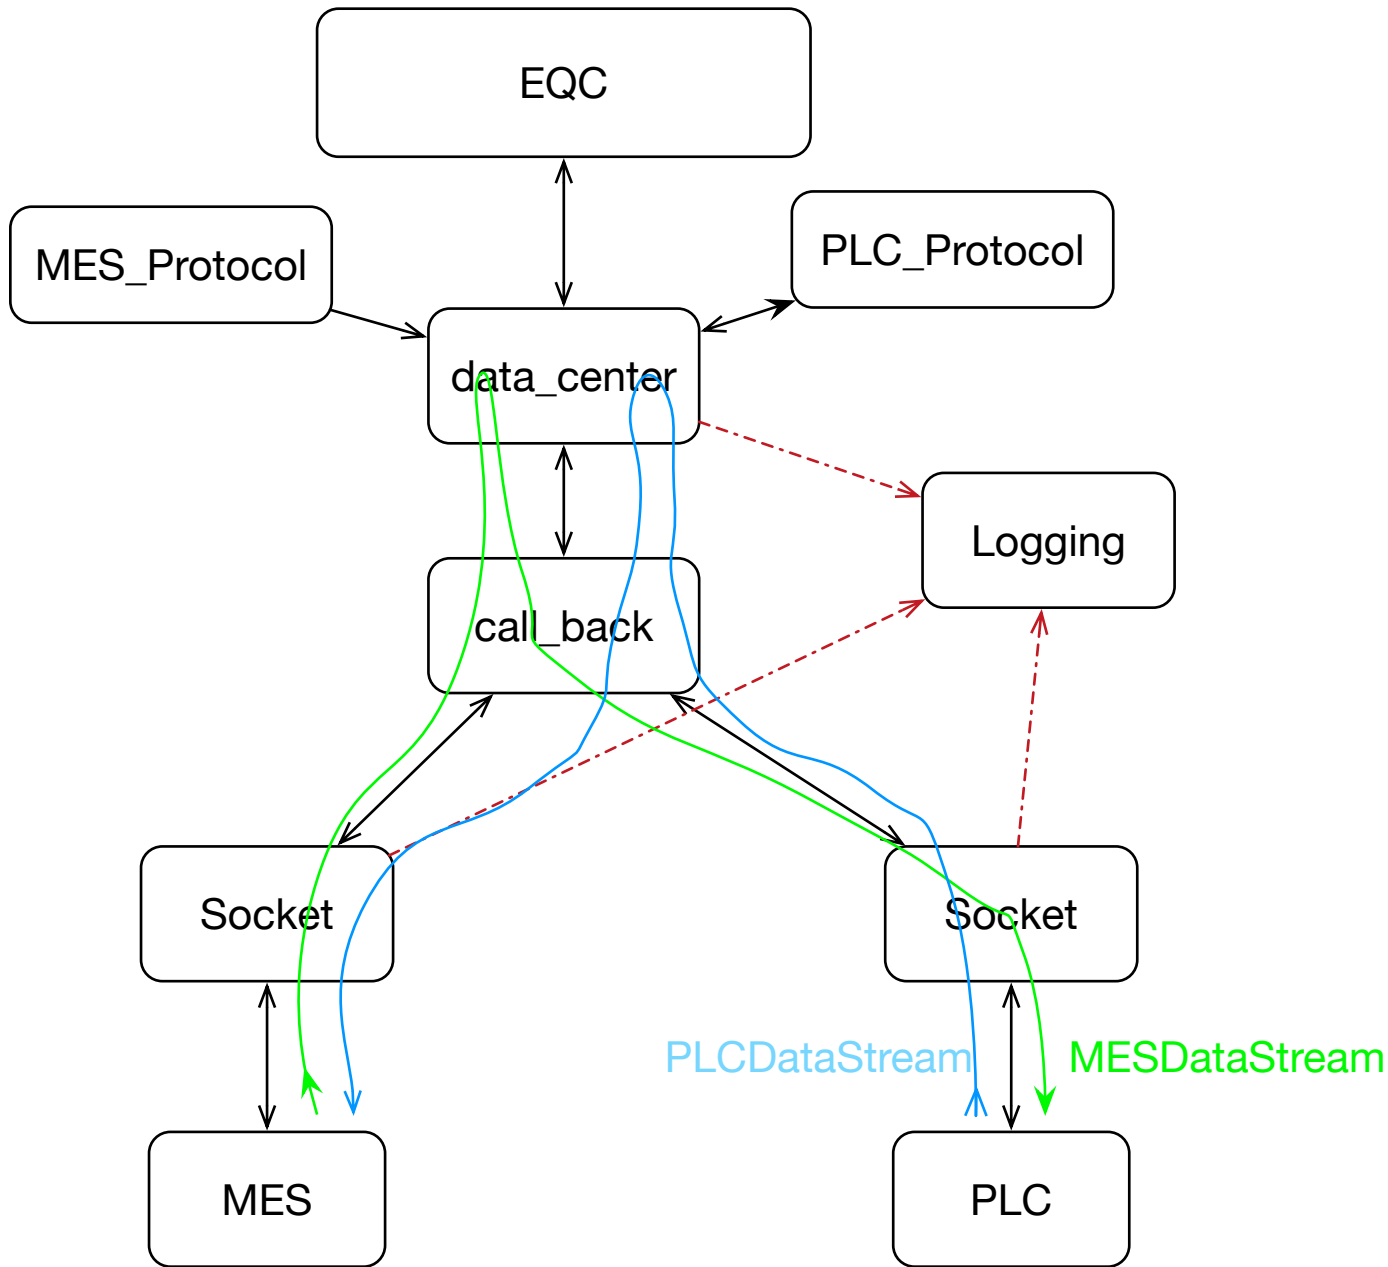 EQC
MES_Protocol
PLC_Protocol
data_center
Logging
call_back
Socket
Socket
PLCDataStream
MESDataStream
MES
PLC